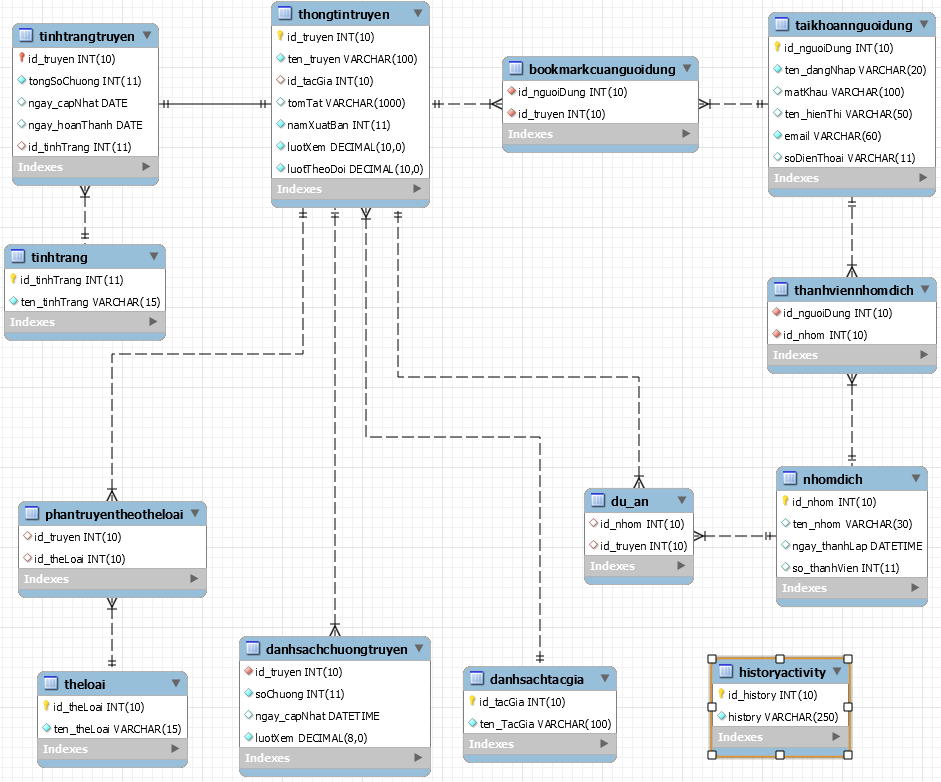 tinhtrangtruyen
id_truyen INT(10)
tongSoChuong INT(11)
ngay_capNhat DATE
ngay_hoanThanh DATE
id_tinhTrang INT(11)
Indexes
thongtintruyen
id_truyen INT(10)
ten_truyen VARCHAR(100)
id_tacGia INT(10)
tomTat VARCHAR(1000)
namXuatBan INT(11)
luotXem DECIMAL(10,0)
luotTheoDoi DECIMAL(10,0)
Indexes
bookmarkcuanguoidung
id_nguoiDung INT(10)
id_truyen INT(10)
Indexes
taikhoannguoidung
id_nguoiDung INT(10)
ten_dangNhap VARCHAR(20)
matKhau VARCHAR(100)
ten_hienThi VARCHAR(50)
email VARCHAR(60)
soDienThoai VARCHAR(11)
Indexes
tinhtrang
id_tinhTrang INT(11)
ten_tinhTrang VARCHAR(15)
Indexes
thanhviennhomdich
id_nguoiDung INT(10)
id_nhom INT(10)
Indexes
phantruyentheotheloai
id_truyen INT(10)
id_theLoai INT(10)
Indexes
du_an
id_nhom INT(10)
id_truyen INT(10)
Indexes
nhomdich
id_nhom INT(10)
ten_nhom VARCHAR(30)
ngay_thanhLap DATETIME
so_thanhVien INT(11)
Indexes
theloai
id_theLoai INT(10)
ten_theLoai VARCHAR(15)
Indexes
danhsachchuongtruyen
id_truyen INT(10)
soChuong INT(11)
ngay_capNhat DATETIME
luotXem DECIMAL(8,0)
Indexes
danhsachtacgia
id_tacGia INT(10)
ten_TacGia VARCHAR(100)
Indexes
historyactivity
id_history INT(10)
history VARCHAR(250)
Indexes